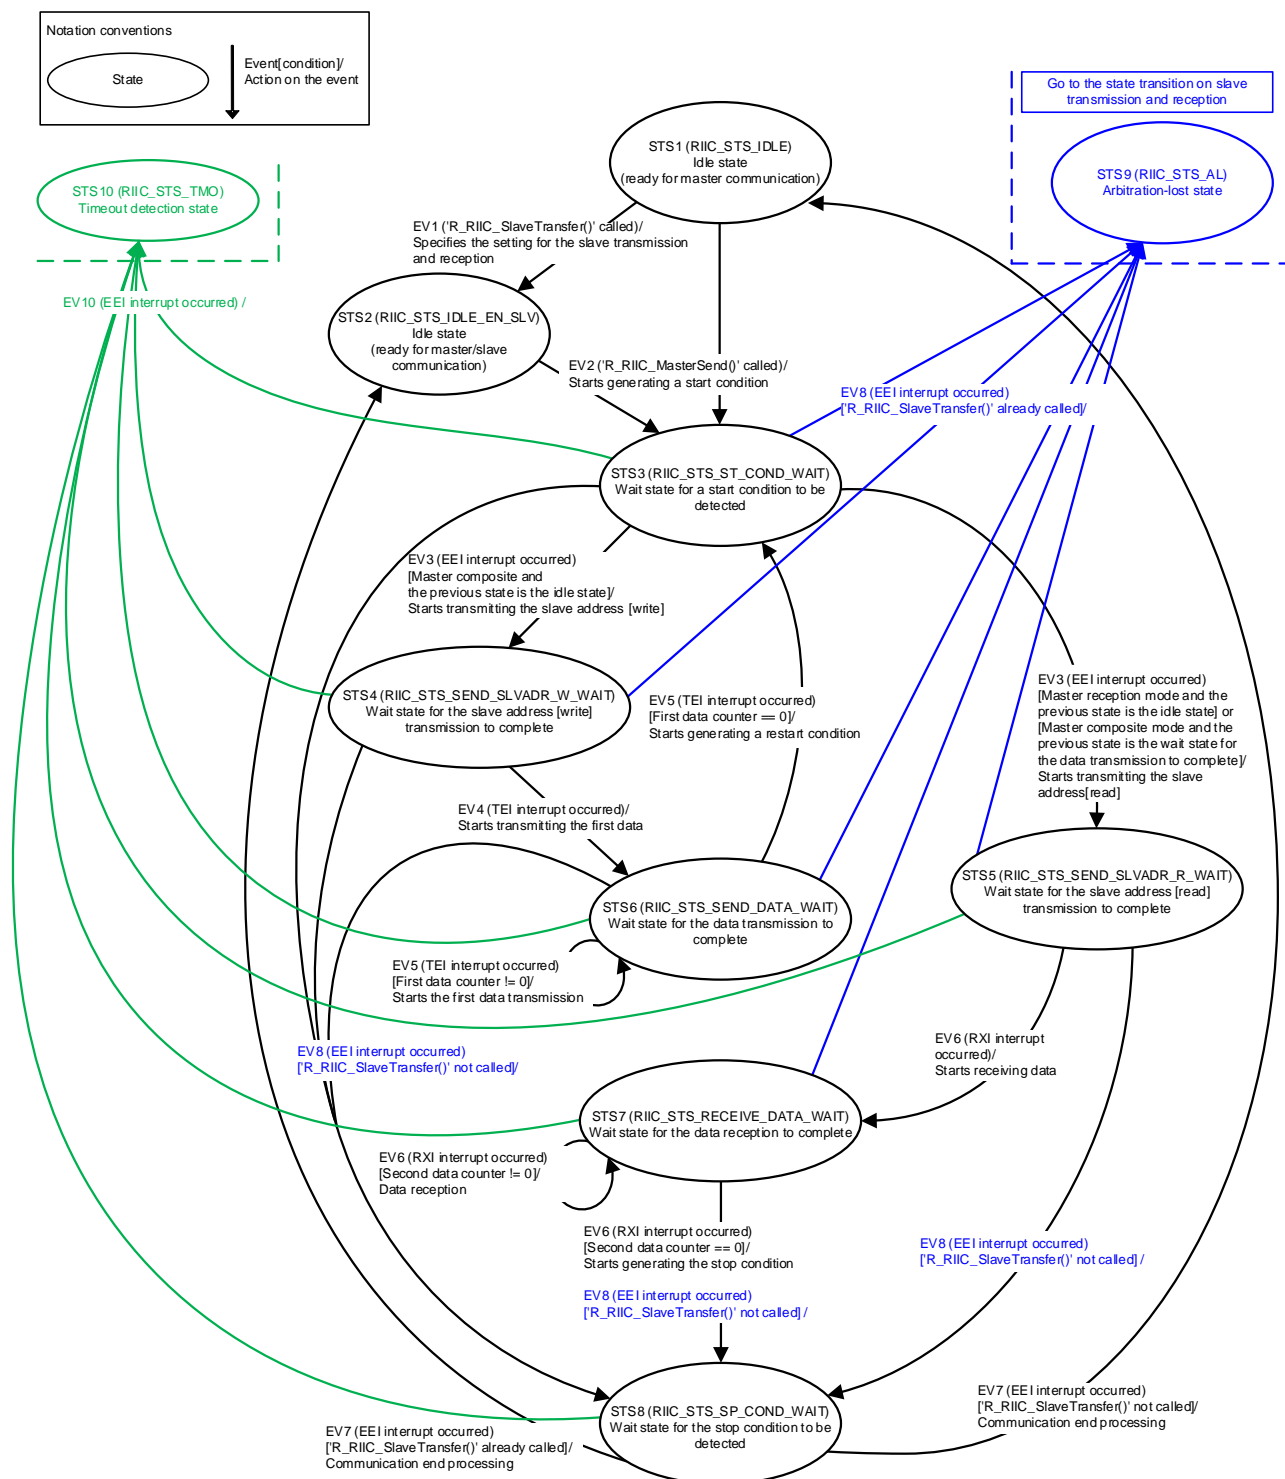 Notation conventions
State
Event[condition]/
Action on the event
Go to the state transition on slave
transmission and reception
STS1 (RIIC_STS_IDLE)
Idle state
(ready for master communication)
STS9 (RIIC_STS_AL)
Arbitration-lost state
STS10 (RIIC_STS_TMO)
Timeout detection state
EV1 ('R_RIIC_SlaveTransfer()' called)/
Specifies the setting for the slave transmission
and reception
EV10 (EEI interrupt occurred) /
STS2 (RIIC_STS_IDLE_EN_SLV)
Idle state
(ready for master/slave
communication)
EV2 ('R_RIIC_MasterSend()' called)/
Starts generating a start condition
EV8 (EEI interrupt occurred)
['R_RIIC_SlaveTransfer()' already called]/
STS3 (RIIC_STS_ST_COND_WAIT)
Wait state for a start condition to be
detected
EV3 (EEI interrupt occurred)
[Master composite and
the previous state is the idle state]/
Starts transmitting the slave address [write]
STS4 (RIIC_STS_SEND_SLVADR_W_WAIT)
Wait state for the slave address [write]
transmission to complete
EV5 (TEI interrupt occurred)
[First data counter == 0]/
Starts generating a restart condition
EV3 (EEI interrupt occurred)
[Master reception mode and the
previous state is the idle state] or
[Master composite mode and the
previous state is the wait state for
the data transmission to complete]/
Starts transmitting the slave
address[read]
EV4 (TEI interrupt occurred)/
Starts transmitting the first data
STS5 (RIIC_STS_SEND_SLVADR_R_WAIT)
Wait state for the slave address [read]
transmission to complete
STS6 (RIIC_STS_SEND_DATA_WAIT)
Wait state for the data transmission to
complete
EV5 (TEI interrupt occurred)
[First data counter != 0]/
Starts the first data transmission
EV8 (EEI interrupt occurred)
['R_RIIC_SlaveTransfer()' not called]/
EV6 (RXI interrupt
occurred)/
Starts receiving data
STS7 (RIIC_STS_RECEIVE_DATA_WAIT)
Wait state for the data reception to complete
EV6 (RXI interrupt occurred)
[Second data counter != 0]/
Data reception
EV6 (RXI interrupt occurred)
[Second data counter == 0]/
Starts generating the stop condition
EV8 (EEI interrupt occurred)
['R_RIIC_SlaveTransfer()' not called] /
EV8 (EEI interrupt occurred)
['R_RIIC_SlaveTransfer()' not called] /
STS8 (RIIC_STS_SP_COND_WAIT)
Wait state for the stop condition to be
detected
EV7 (EEI interrupt occurred)
['R_RIIC_SlaveTransfer()' already called]/
Communication end processing
EV7 (EEI interrupt occurred)
['R_RIIC_SlaveTransfer()' not called]/
Communication end processing